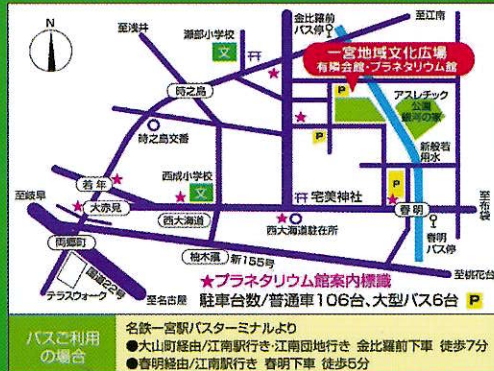 N
至浅井
瀬部小学校
文
金比羅前
バス停
至江南
一宮地域文化広場
有隣会館・プラネタリウム館
時之島
P
アスレチック
公園
銀河の塚
時之島交番
P
新般若
用水
西成小学校
文
若年
至岐阜
大赤見
宅美神社
P
西大海道
西大海道駐在所
春明
至布袋
春明
バス停
両郷町
柚木颪
新155号
至桃花台
国道22号
テラスウォーク
至名古屋
★プラネタリウム館案内標識
駐車台数/普通車106台、大型バス6台 P
バスご利用
の場合
名鉄一宮駅バスターミナルより
●大山町経由/江南駅行き・江南団地行き 金比羅前下車 徒歩7分
●春明経由/江南駅行き 春明下車 徒歩5分